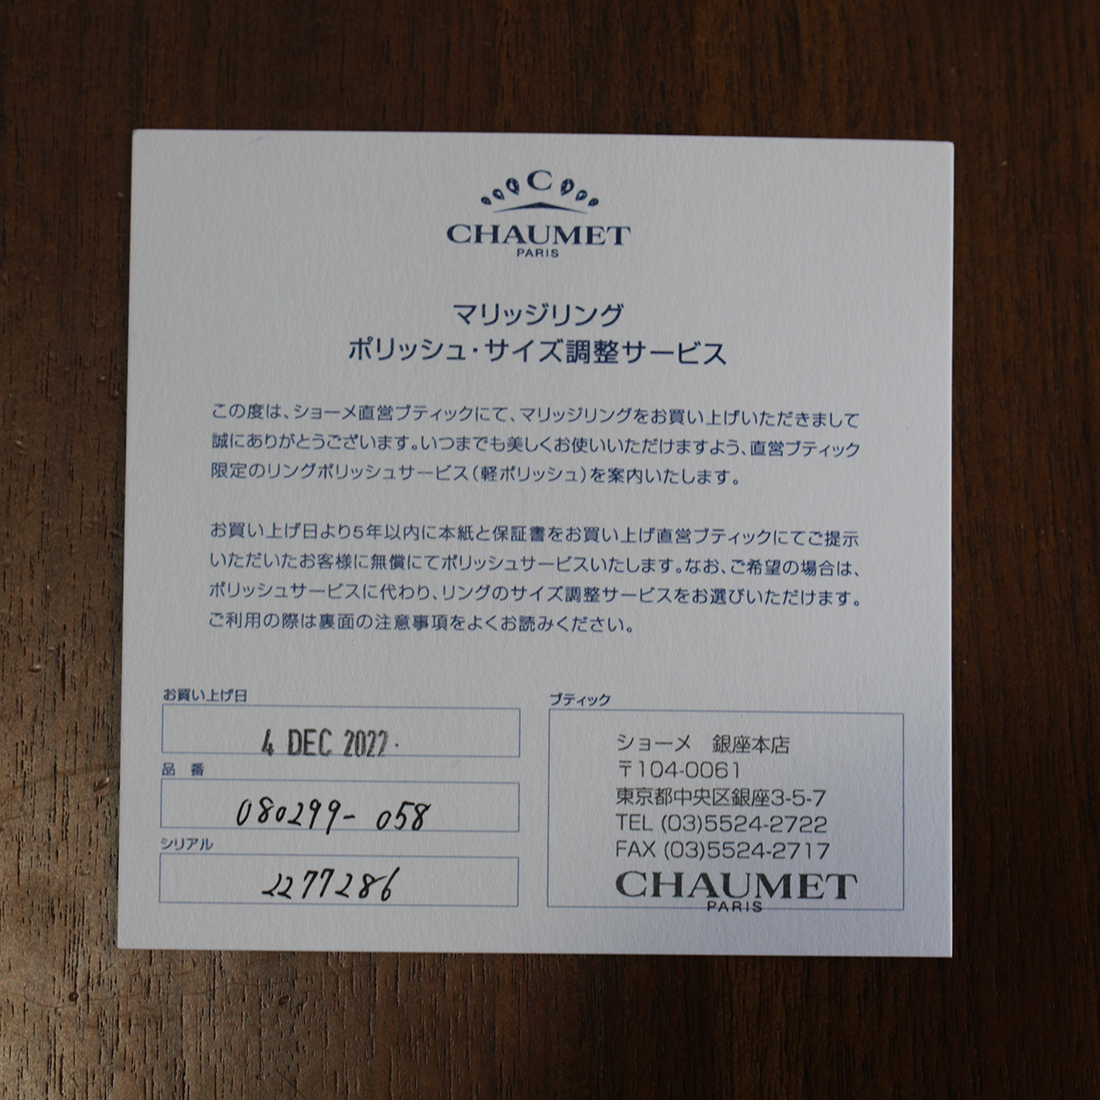 C
CHAUMET
PARIS
マリッジリング
ポリッシュ・サイズ調整サービス
この度は、ショーメ直営ブティックにて、マリッジリングをお買い上げいただきまして
誠にありがとうございます。いつまでも美しくお使いいただけますよう、直営ブティック
限定のリングポリッシュサービス（軽ポリッシュ）を案内いたします。
お買い上げ日より5年以内に本紙と保証書をお買い上げ直営ブティックにてご提示
いただいたお客様に無償にてポリッシュサービスいたします。なお、ご希望の場合は、
ポリッシュサービスに代わり、リングのサイズ調整サービスをお選びいただけます。
ご利用の際は裏面の注意事項をよくお読みください。
お買い上げ日
4 DEC 2022
品 番
080299-058
シリアル
2277286
ブティック
ショーメ 銀座本店
〒104-0061
東京都中央区銀座3-5-7
TEL (03)5524-2722
FAX (03)5524-2717
CHAUMET
PARIS